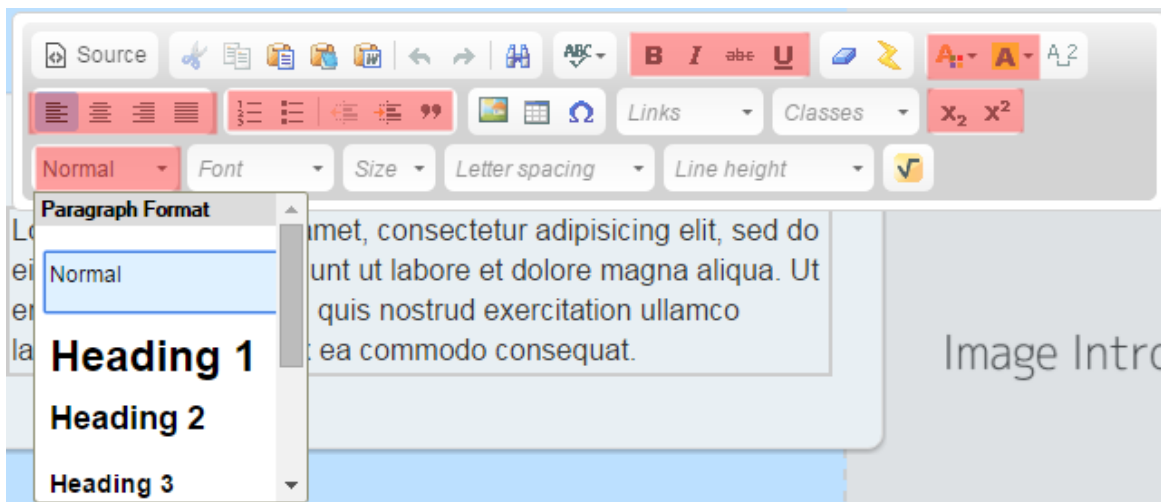 Source ABC B I abc U A A A_2
Links Classes X₂ X²
Normal Font Size Letter spacing Line height √
Paragraph Format
Normal
Heading 1
Heading 2
Heading 3
Lo amet, consectetur adipisicing elit, sed do
ei unt ut labore et dolore magna aliqua. Ut
quis nostrud exercitation ullamco
la ea commodo consequat.
Image Intro